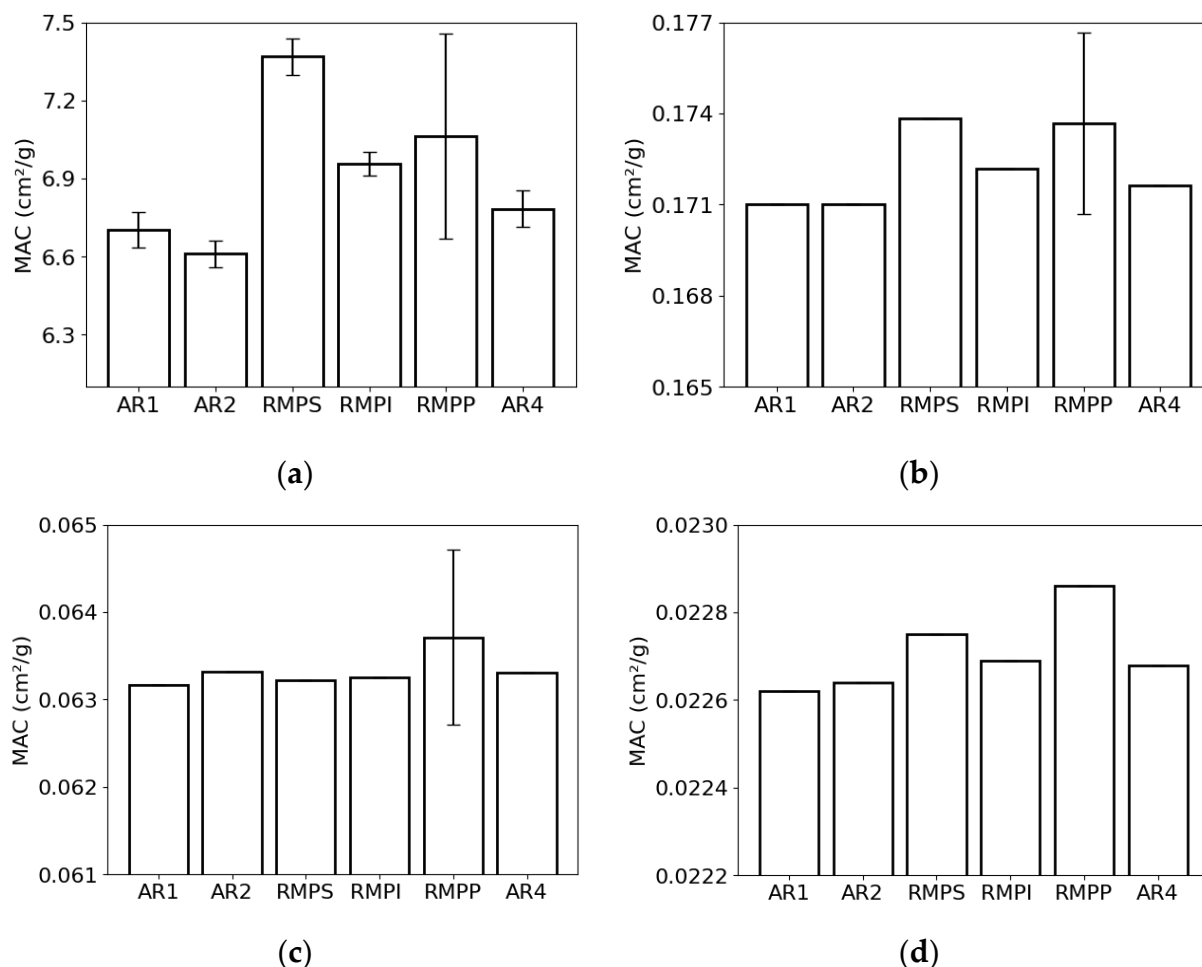 7.5
7.2
6.9
6.6
6.3
MAC (cm²/g)
AR1 AR2 RMPS RMPI RMPP AR4
(a)
0.177
0.174
0.171
0.168
0.165
MAC (cm²/g)
AR1 AR2 RMPS RMPI RMPP AR4
(b)
0.065
0.064
0.063
0.062
0.061
MAC (cm²/g)
AR1 AR2 RMPS RMPI RMPP AR4
(c)
0.0230
0.0228
0.0226
0.0224
0.0222
MAC (cm²/g)
AR1 AR2 RMPS RMPI RMPP AR4
(d)